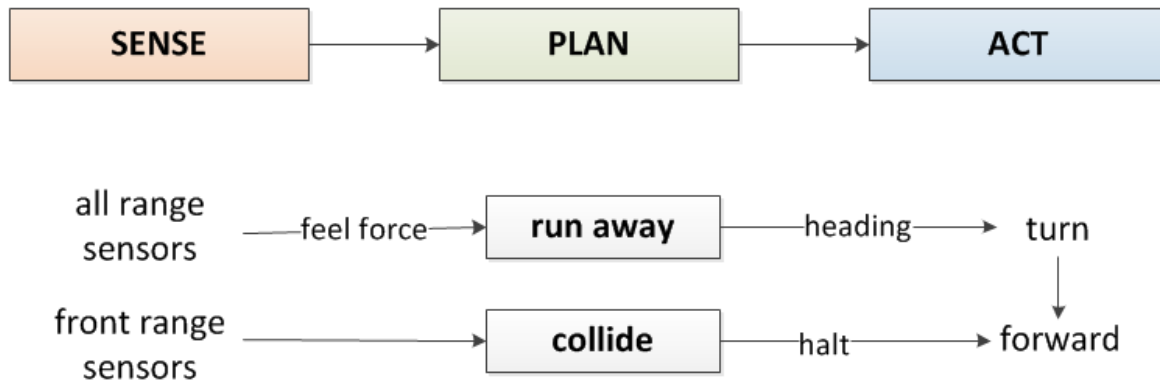 SENSE PLAN ACT
all range
sensors
feel force run away heading turn
front range
sensors
collide halt forward